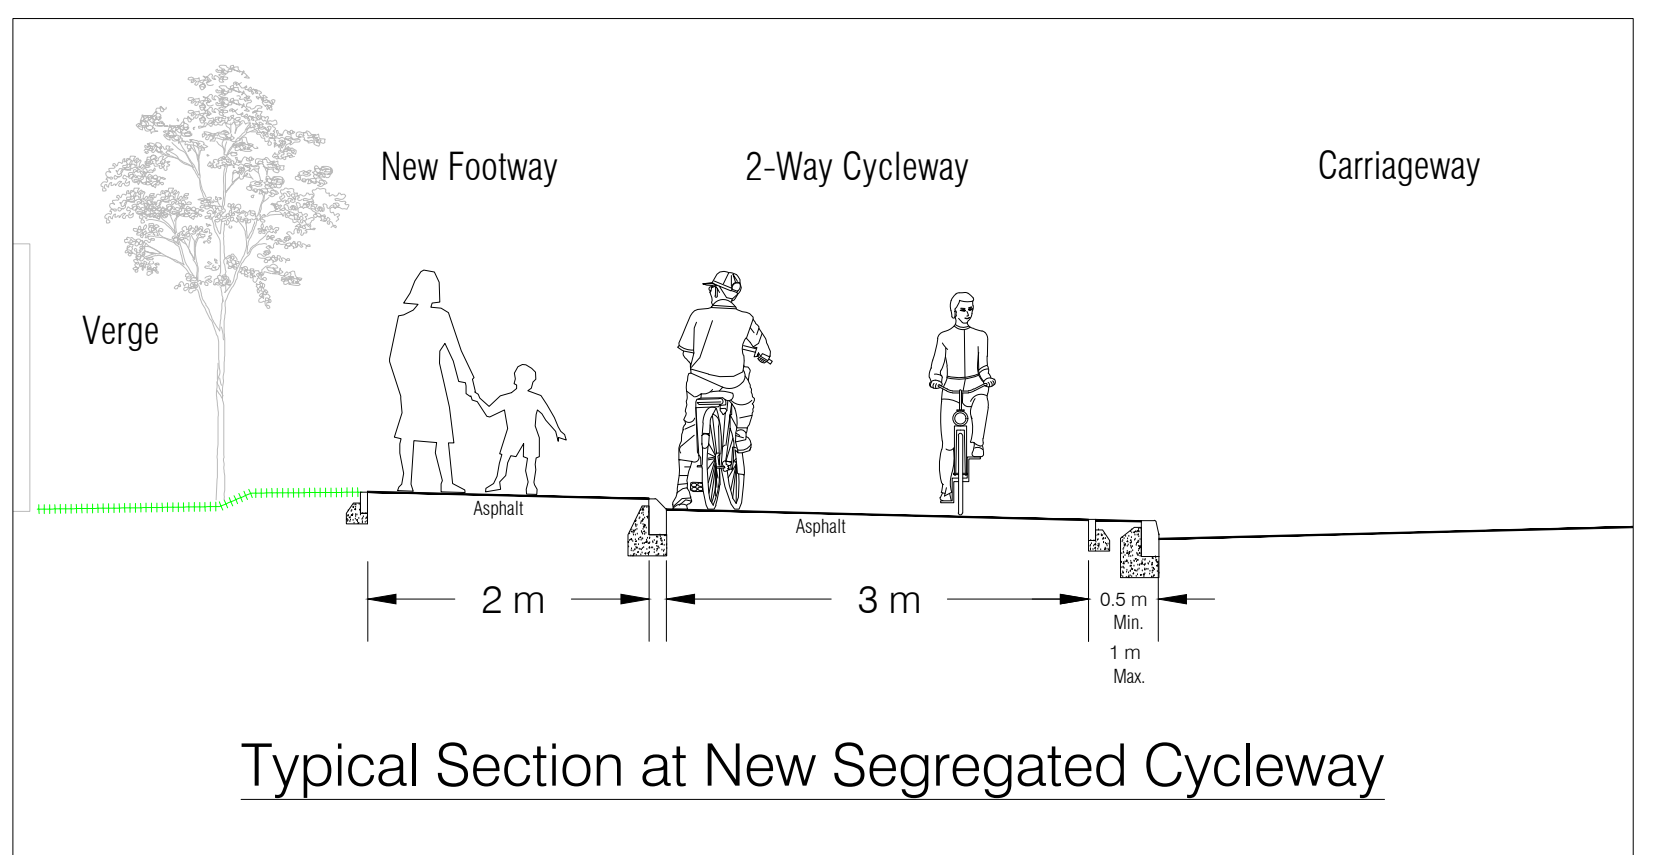 New Footway
2-Way Cycleway
Carriageway
Verge
Asphalt
Asphalt
2 m
3 m
0.5 m
Min.
1 m
Max.
Typical Section at New Segregated Cycleway